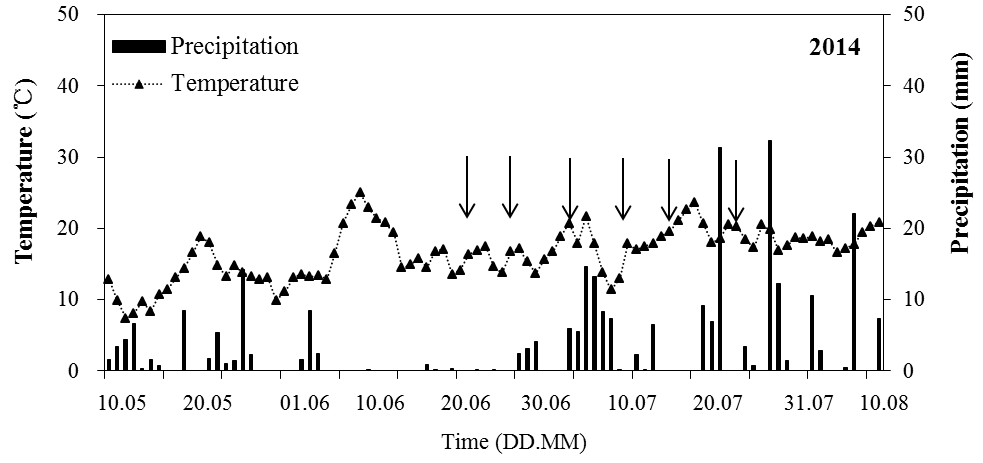 50 50
Precipitation 2014
Temperature
40 40
30 30
20 20
10 10
0 0
Temperature (℃)
Precipitation (mm)
10.05 20.05 01.06 10.06 20.06 30.06 10.07 20.07 31.07 10.08
Time (DD.MM)